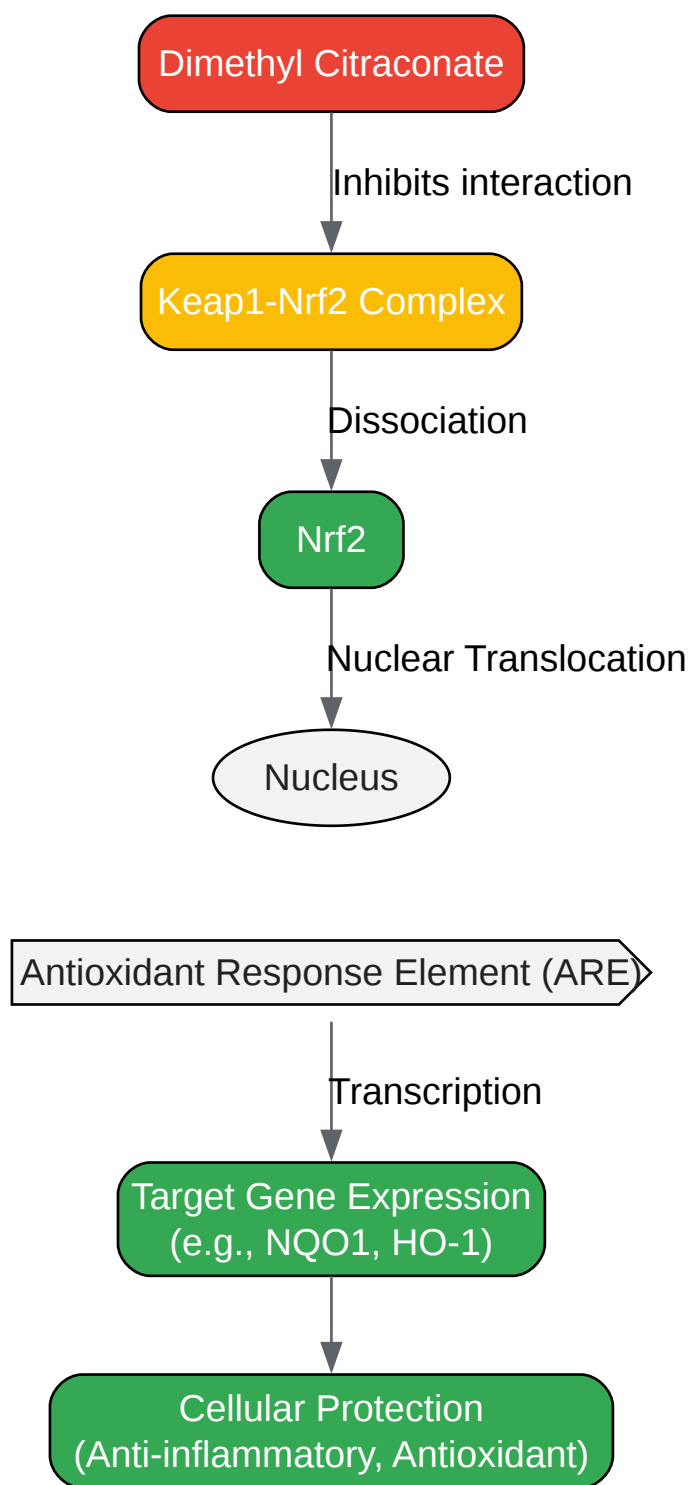 Dimethyl Citraconate
Inhibits interaction
Keap1-Nrf2 Complex
Dissociation
Nrf2
Nuclear Translocation
Nucleus
Antioxidant Response Element (ARE)
Transcription
Target Gene Expression
(e.g., NQO1, HO-1)
Cellular Protection
(Anti-inflammatory, Antioxidant)